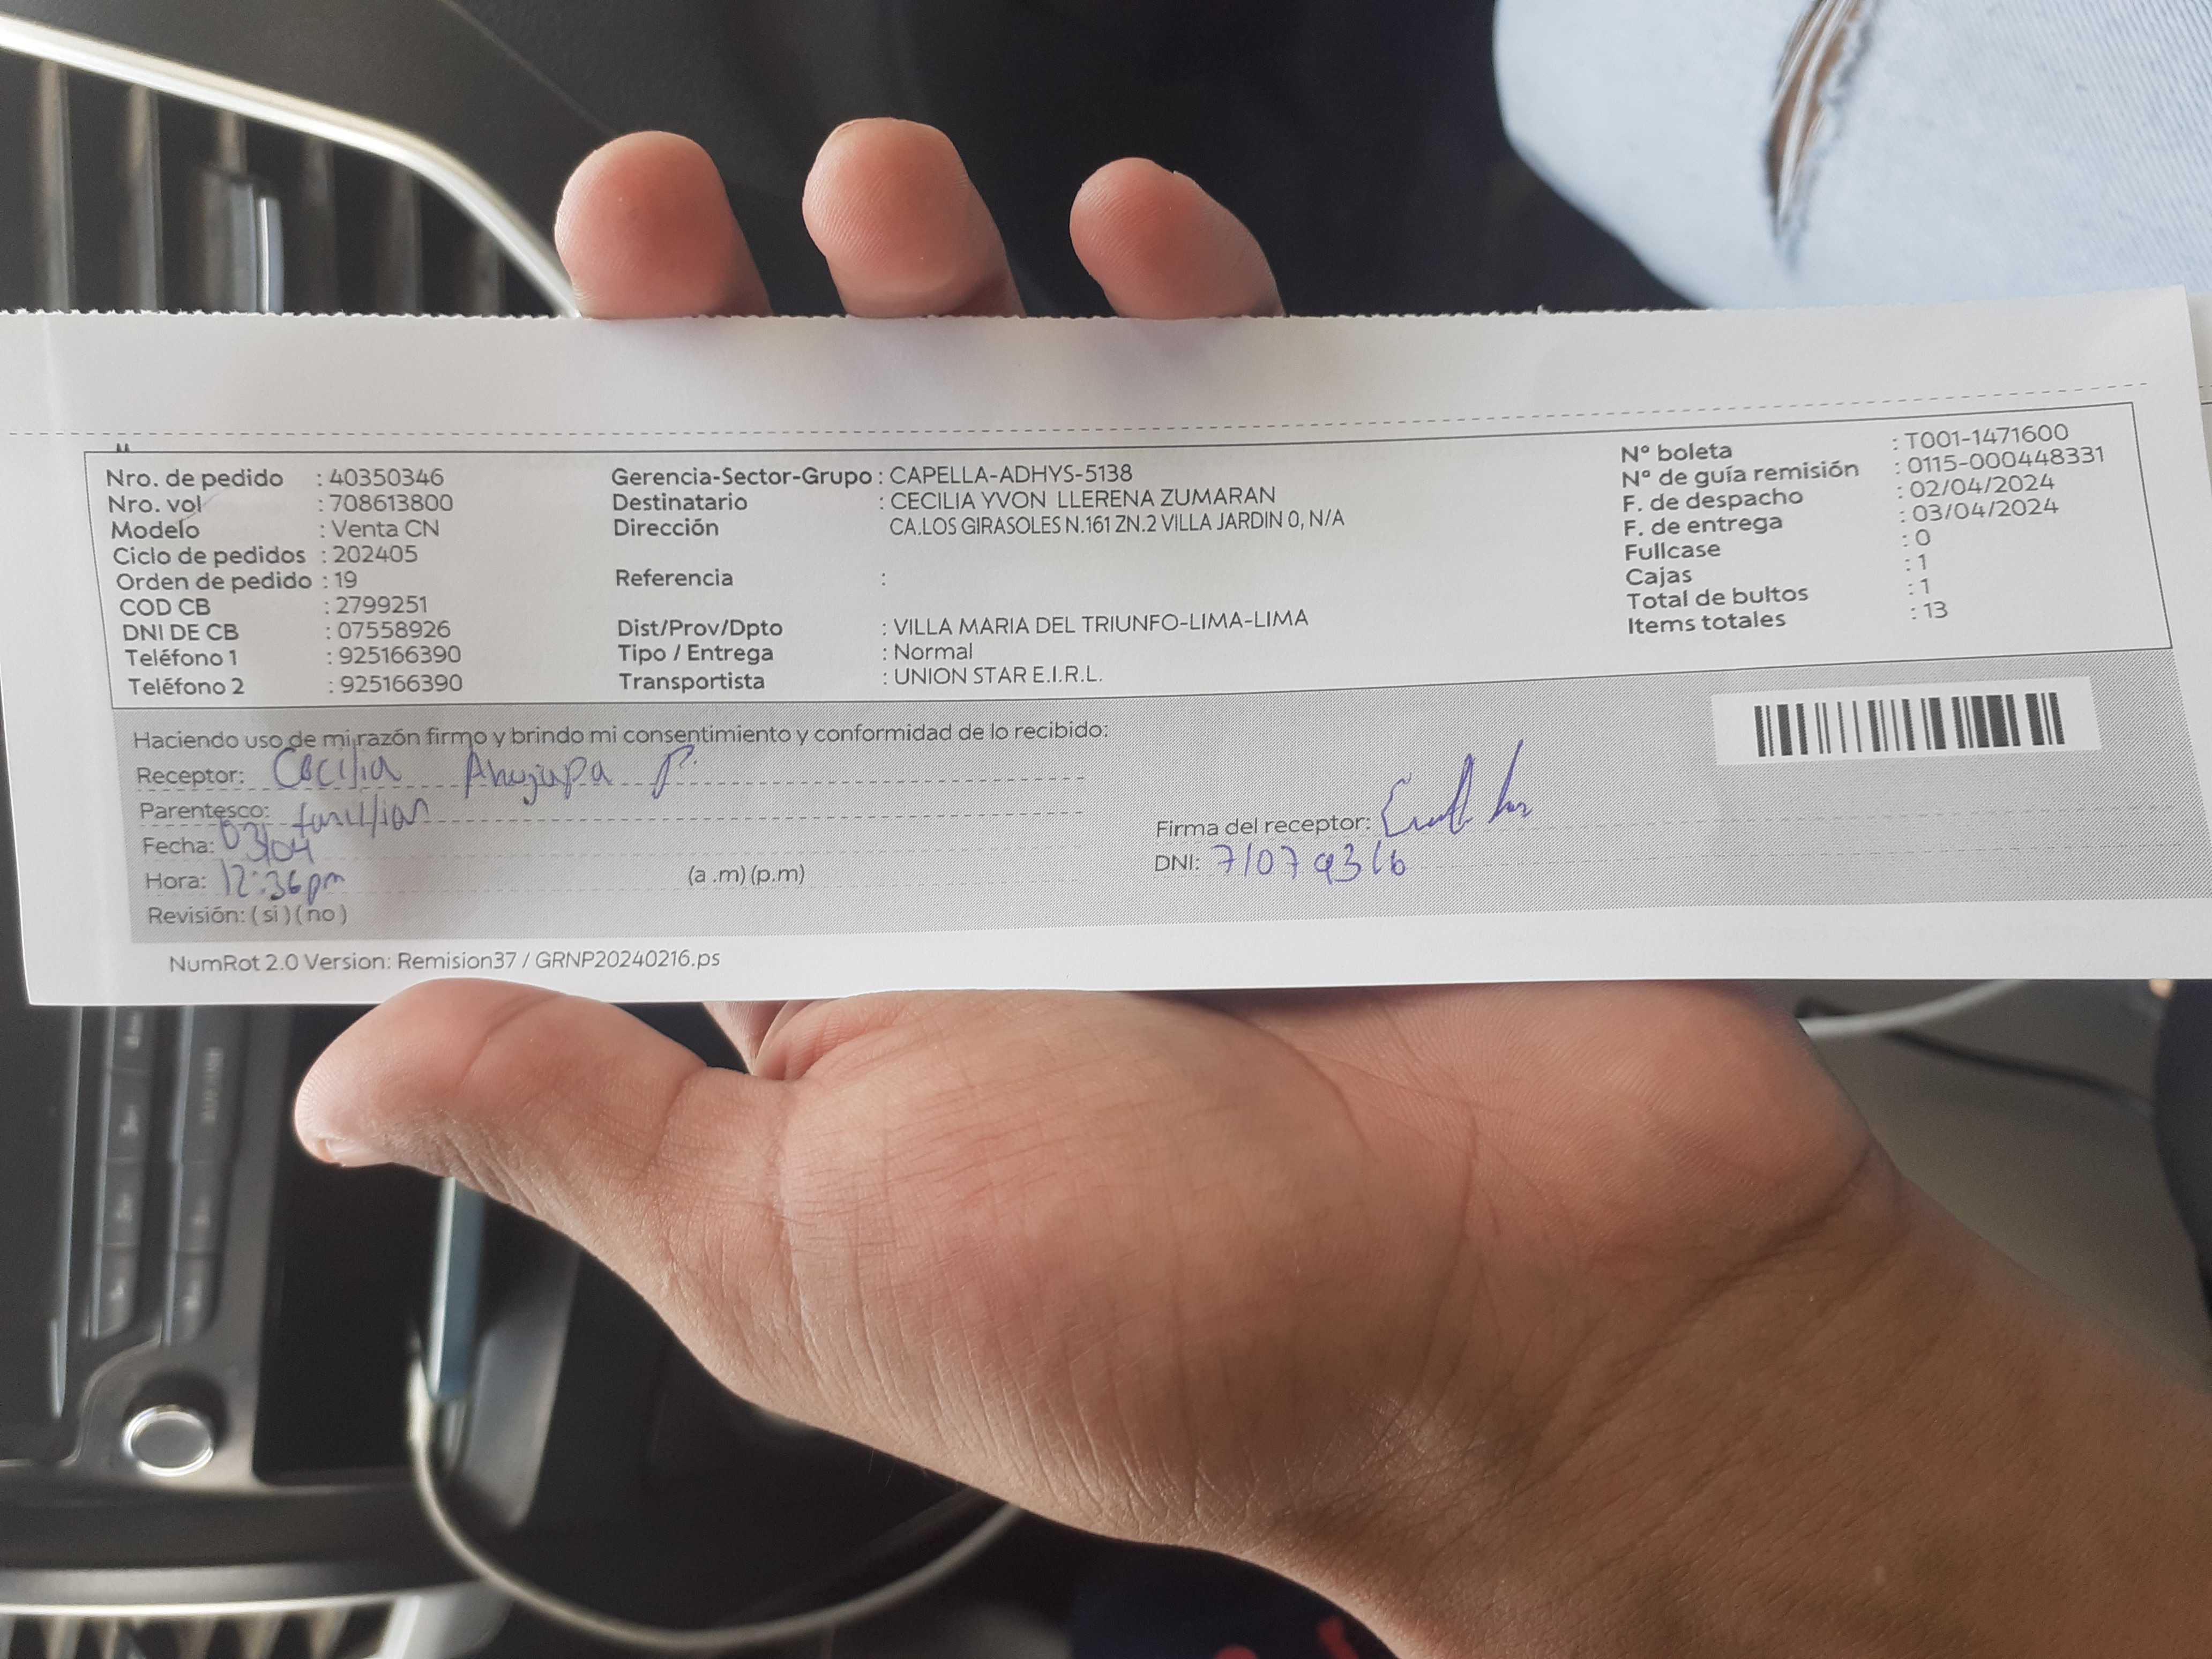 Nro. de pedido : 40350346
Nro. vol : 708613800
Modelo : Venta CN
Ciclo de pedidos : 202405
Orden de pedido : 19
COD CB : 2799251
DNI DE CB : 07558926
Teléfono 1 : 925166390
Teléfono 2 : 925166390
Gerencia-Sector-Grupo : CAPELLA-ADHYS-5138
Destinatario : CECILIA YVON LLERENA ZUMARAN
Dirección CA.LOS GIRASOLES N.161 ZN.2 VILLA JARDIN 0, N/A
Referencia :
Dist/Prov/Dpto : VILLA MARIA DEL TRIUNFO-LIMA-LIMA
Tipo / Entrega : Normal
Transportista : UNION STAR E.I.R.L.
N° boleta : T001-1471600
N° de guía remisión : 0115-000448331
F. de despacho : 02/04/2024
F. de entrega : 03/04/2024
Fullcase : 0
Cajas : 1
Total de bultos : 1
Items totales : 13
Haciendo uso de mi razón firmo y brindo mi consentimiento y conformidad de lo recibido:
Receptor: Cecilia
Parentesco: familiar
Fecha: 03/04
Hora: 12:36pm (a .m) (p.m)
Revisión: ( si ) ( no )
Firma del receptor:
DNI: 71079316
NumRot 2.0 Version: Remision37 / GRNP20240216.ps